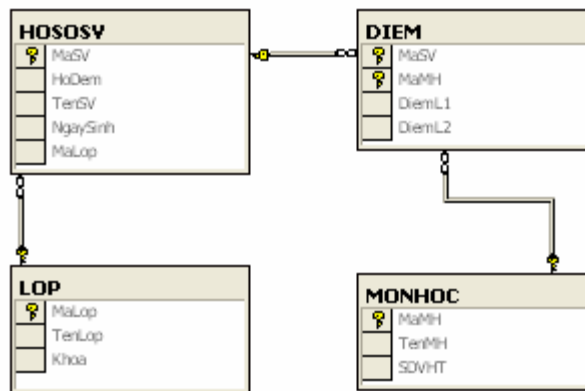 HOSOSV
MaSV
HoDem
TenSV
NgaySinh
MaLop
DIEM
MaSV
MaMH
DiemL1
DiemL2
LOP
MaLop
TenLop
Khoa
MONHOC
MaMH
TenMH
SDVHT